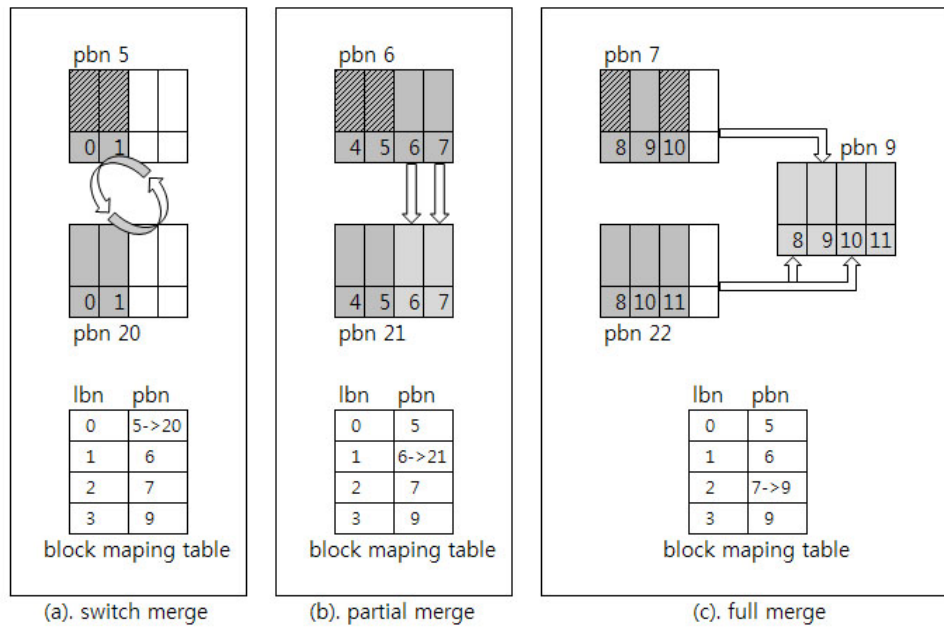 pbn 5
0 1
0 1
pbn 20
lbn pbn
0 5->20
1 6
2 7
3 9
block maping table
(a). switch merge
pbn 6
4 5 6 7
4 5 6 7
pbn 21
lbn pbn
0 5
1 6->21
2 7
3 9
block maping table
(b). partial merge
pbn 7
8 9 10
pbn 9
8 9 10 11
8 10 11
pbn 22
lbn pbn
0 5
1 6
2 7->9
3 9
block maping table
(c). full merge